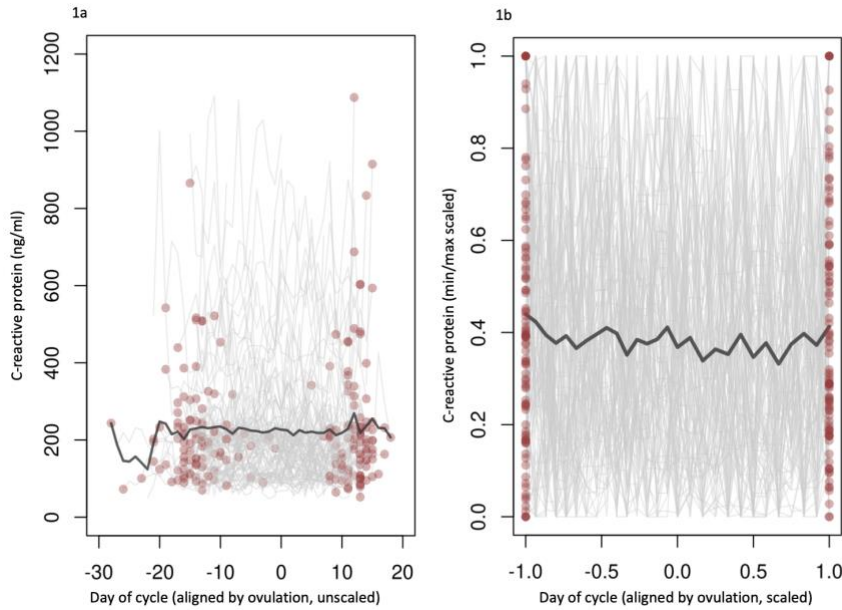 1a
1200
1000
800
600
400
200
0
C-reactive protein (ng/ml)
-30 -20 -10 0 10 20
Day of cycle (aligned by ovulation, unscaled)
1b
1.0
0.8
0.6
0.4
0.2
0.0
C-reactive protein (min/max scaled)
-1.0 -0.5 0.0 0.5 1.0
Day of cycle (aligned by ovulation, scaled)